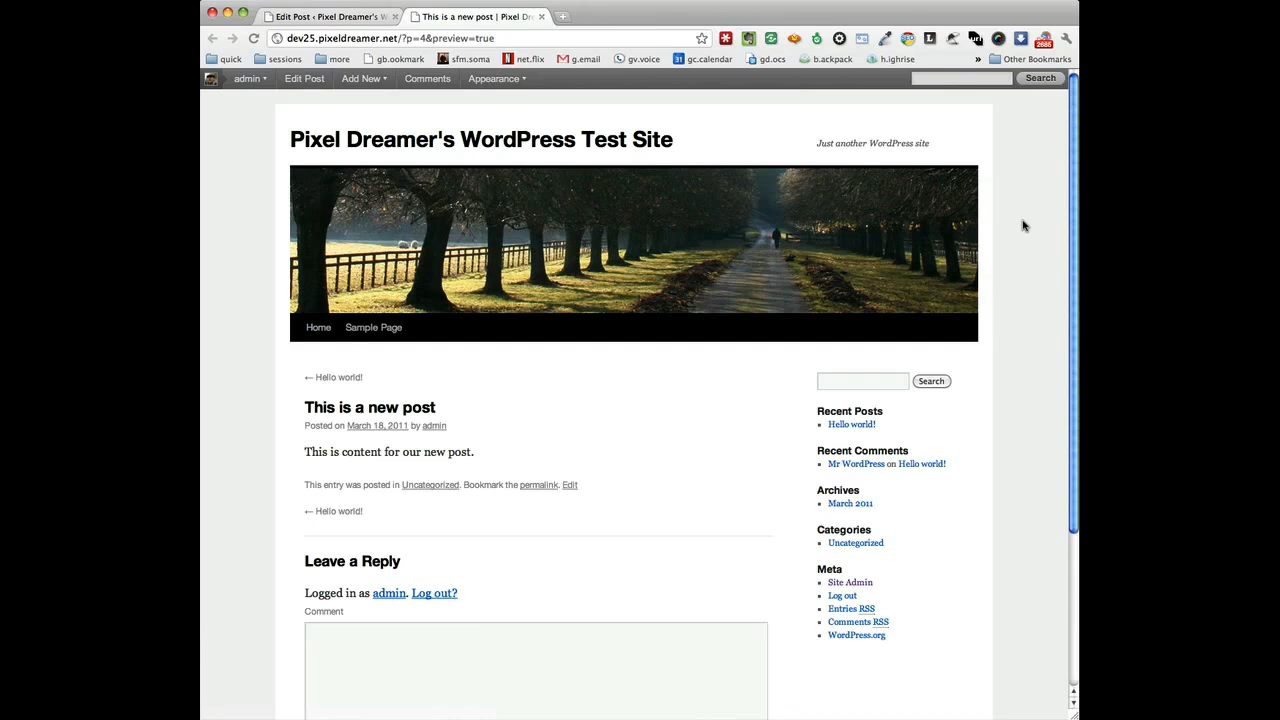 Edit Post ‹ Pixel Dreamer's W
This is a new post | Pixel Dre
dev25.pixeldreamer.net/?p=4&preview=true
2685
quick sessions more gb.ookmark sfm.soma net.flix g.email gv.voice gc.calendar gd.ocs b.ackpack h.ighrise » Other Bookmarks
admin Edit Post Add New Comments Appearance Search
Pixel Dreamer's WordPress Test Site
Just another WordPress site
Home Sample Page
← Hello world!
This is a new post
Posted on March 18, 2011 by admin
This is content for our new post.
This entry was posted in Uncategorized. Bookmark the permalink. Edit
← Hello world!
Leave a Reply
Logged in as admin. Log out?
Comment
Search
Recent Posts
Hello world!
Recent Comments
Mr WordPress on Hello world!
Archives
March 2011
Categories
Uncategorized
Meta
Site Admin
Log out
Entries RSS
Comments RSS
WordPress.org